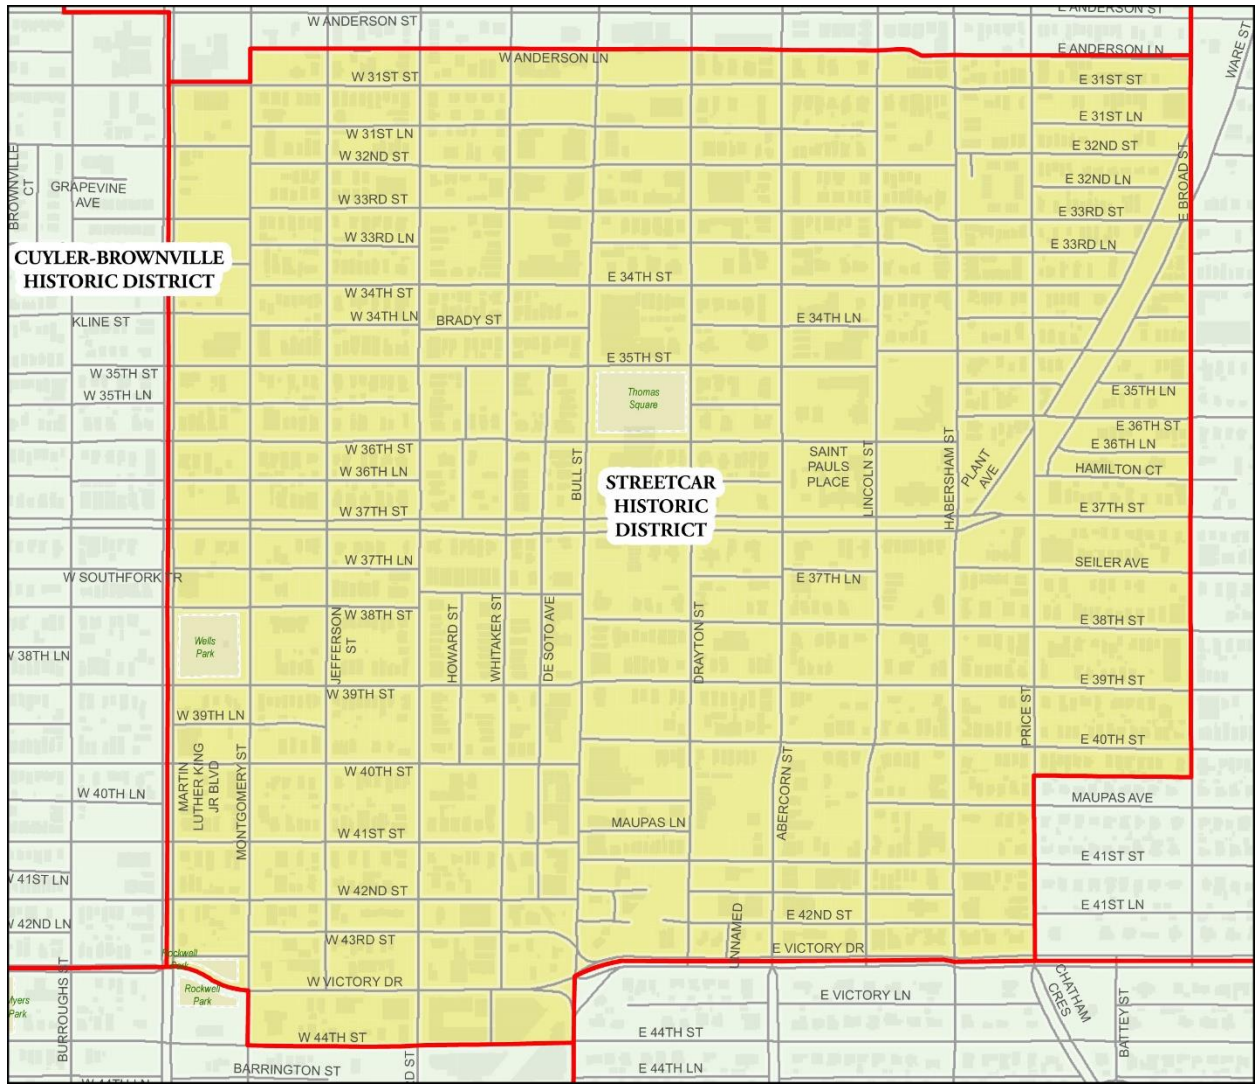 W ANDERSON ST
E ANDERSON ST
W ANDERSON LN
E ANDERSON LN
WARE ST
W 31ST ST
E 31ST ST
W 31ST LN
E 31ST LN
W 32ND ST
E 32ND ST
BROWNVILLE
CT
GRAPEVINE
AVE
E 32ND LN
E BROAD ST
W 33RD ST
E 33RD ST
W 33RD LN
E 33RD LN
CUYLER-BROWNVILLE
HISTORIC DISTRICT
E 34TH ST
W 34TH ST
W 34TH LN
BRADY ST
E 34TH LN
KLINE ST
E 35TH ST
W 35TH ST
W 35TH LN
Thomas
Square
E 35TH LN
E 36TH ST
W 36TH ST
E 36TH LN
W 36TH LN
BULL ST
SAINT
PAULS
PLACE
LINCOLN ST
HABERSHAM ST
PLANT
AVE
HAMILTON CT
STREETCAR
HISTORIC
DISTRICT
W 37TH ST
E 37TH ST
W 37TH LN
SEILER AVE
W SOUTHFORK TR
E 37TH LN
W 38TH ST
E 38TH ST
JEFFERSON
ST
HOWARD ST
WHITAKER ST
DE SOTO AVE
DRAYTON ST
Wells
Park
W 38TH LN
W 39TH ST
E 39TH ST
W 39TH LN
PRICE ST
E 40TH ST
MARTIN
LUTHER KING
JR BLVD
MONTGOMERY ST
W 40TH ST
ABERCORN ST
W 40TH LN
MAUPAS AVE
MAUPAS LN
W 41ST ST
E 41ST ST
W 41ST LN
W 42ND ST
E 41ST LN
W 42ND LN
E 42ND ST
UNNAMED
W 43RD ST
E VICTORY DR
Rockwell
Park
BURROUGHS ST
W VICTORY DR
Rockwell
Park
E VICTORY LN
CHATHAM
CRES
BATTEY ST
Myers
Park
W 44TH ST
E 44TH ST
BARRINGTON ST
D ST
E 44TH LN
W 44TH LN